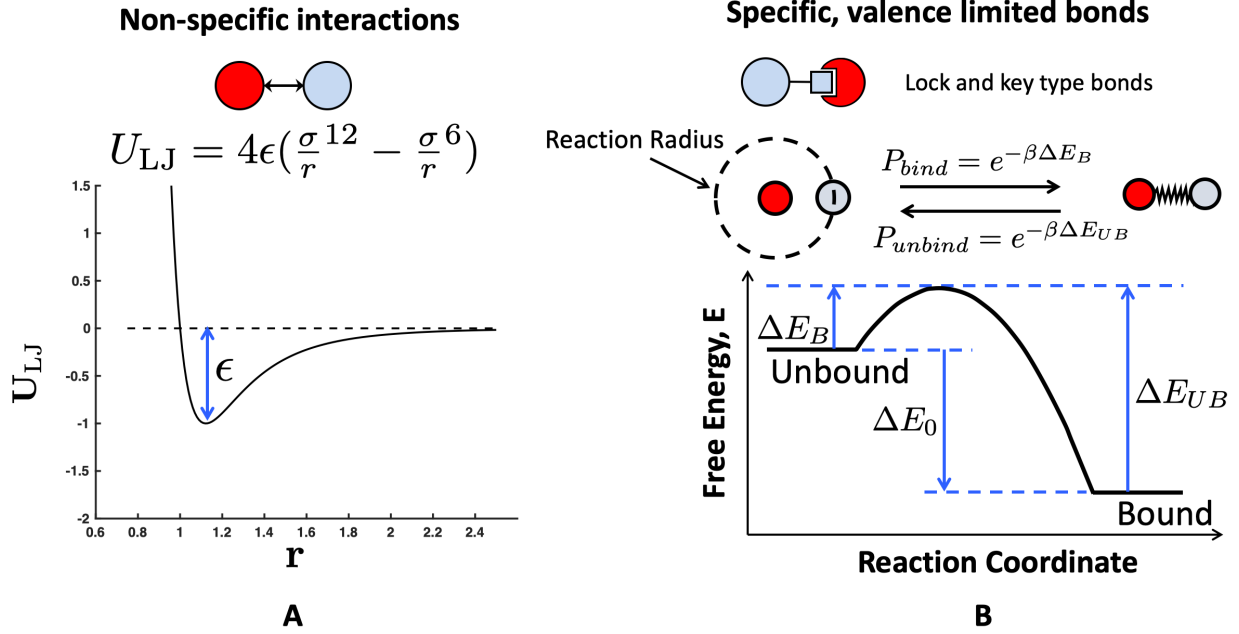 Non-specific interactions
U_LJ = 4ϵ(σ/r ^12 − σ/r ^6)
1.5
1
0.5
0
-0.5
-1
-1.5
-2
U_LJ
ϵ
0.6
0.8
1
1.2
1.4
1.6
1.8
2
2.2
2.4
r
A
Specific, valence limited bonds
Lock and key type bonds
Reaction Radius
P_bind = e^{−βΔE_B}
P_unbind = e^{−βΔE_UB}
Free Energy, E
ΔE_B
Unbound
ΔE_0
ΔE_UB
Bound
Reaction Coordinate
B